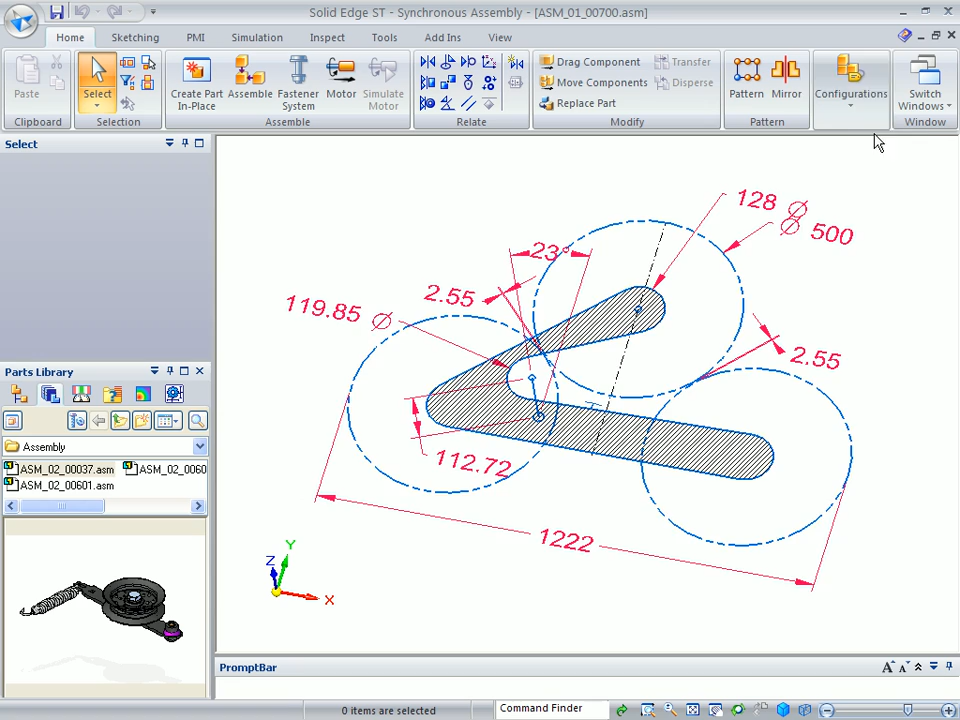 Solid Edge ST - Synchronous Assembly - [ASM_01_00700.asm]
Home Sketching PMI Simulation Inspect Tools Add Ins View
Paste
Clipboard
Select
Selection
Create Part In-Place
Assemble
Fastener System
Motor
Simulate Motor
Assemble
Relate
Drag Component
Move Components
Replace Part
Transfer
Disperse
Modify
Pattern
Mirror
Pattern
Configurations
Switch Windows
Window
Select
128 ∅
∅ 500
23°
2.55
119.85 ∅
2.55
112.72
1222
Z Y X
Parts Library
Assembly
ASM_02_00037.asm ASM_02_0060
ASM_02_00601.asm
PromptBar
0 items are selected
Command Finder